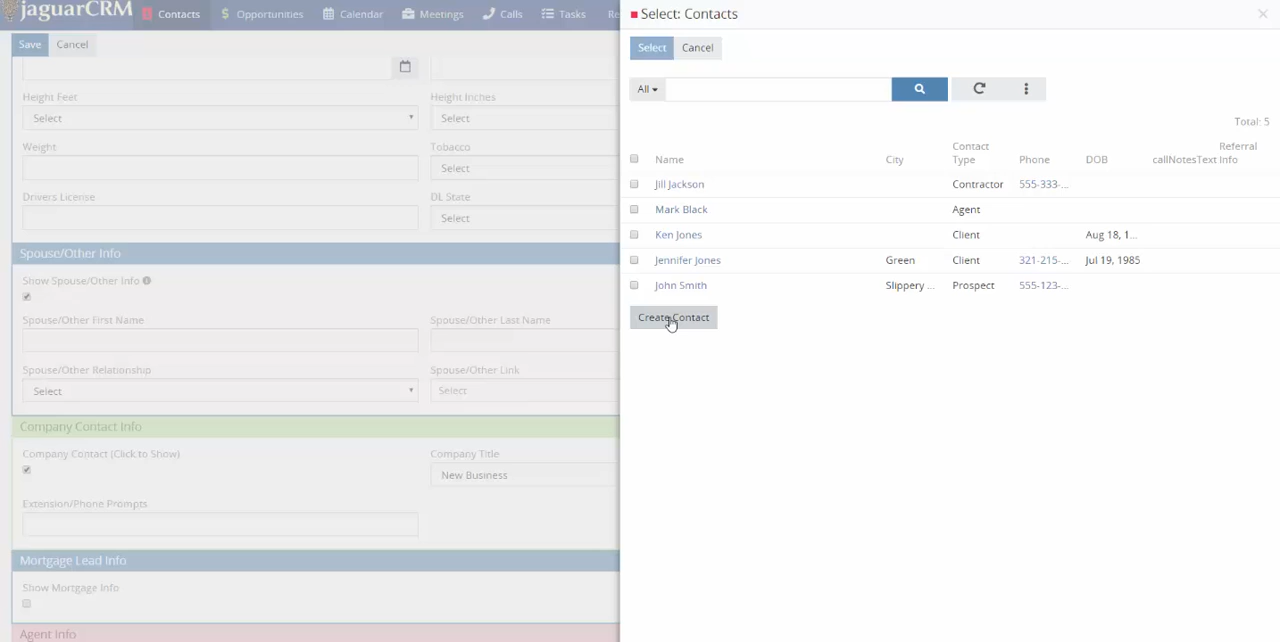 jaguarCRM Contacts $ Opportunities Calendar Meetings Calls Tasks Re
Save Cancel
Height Feet Height Inches
Select Select
Weight Tobacco
Select
Drivers License DL State
Select
Spouse/Other Info
Show Spouse/Other Info
Spouse/Other First Name Spouse/Other Last Name
Spouse/Other Relationship Spouse/Other Link
Select Select
Company Contact Info
Company Contact (Click to Show) Company Title
New Business
Extension/Phone Prompts
Mortgage Lead Info
Show Mortgage Info
Agent Info
Select: Contacts
Select Cancel
All
Total: 5
Name City Contact Type Phone DOB callNotesText Referral Info
Jill Jackson Contractor 555-333-...
Mark Black Agent
Ken Jones Client Aug 18, 1...
Jennifer Jones Green Client 321-215-... Jul 19, 1985
John Smith Slippery ... Prospect 555-123-...
Create Contact